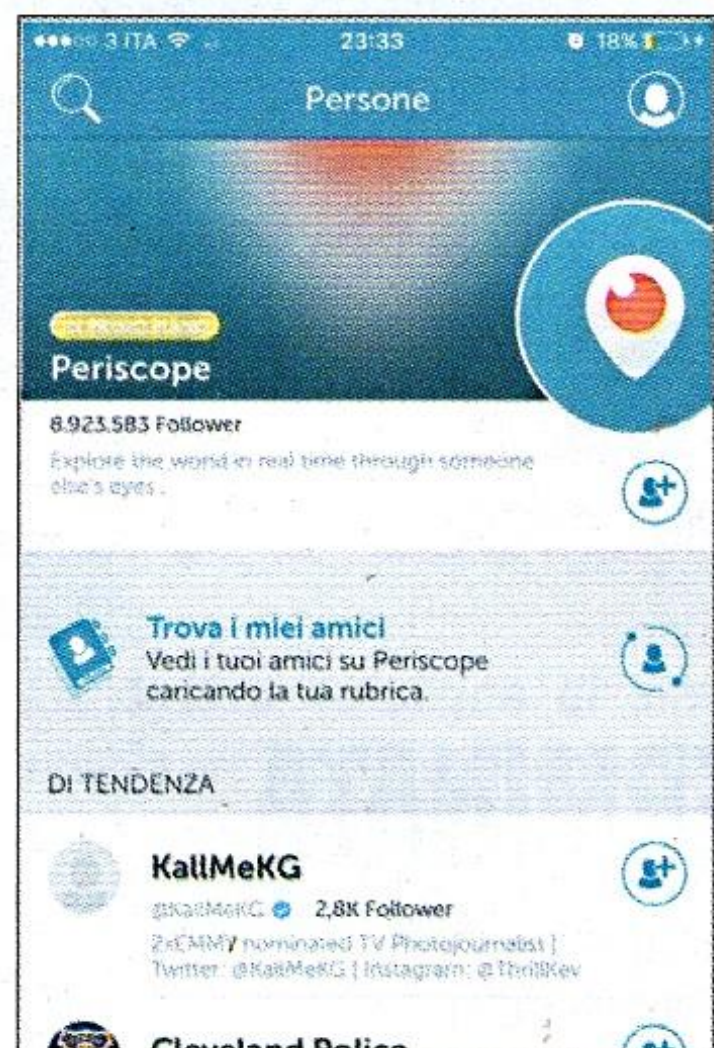 3 ITA 23:33 18%
Persone
Periscope
8.923.583 Follower
Explore the world in real time through someone
else's eyes.
Trova i miei amici
Vedi i tuoi amici su Periscope
caricando la tua rubrica.
DI TENDENZA
KallMeKG
@KallMeKG 2,8K Follower
2xEMMY nominated TV Photojournalist |
Twitter: @KallMeKG | Instagram: @ThrillKev
Cleveland Police